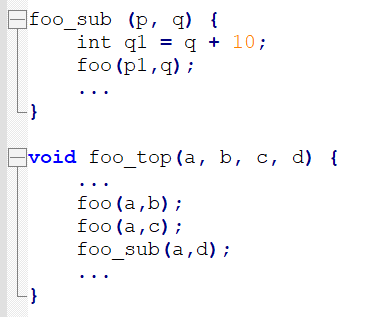 foo_sub (p, q) {
int q1 = q + 10;
foo(p1,q);
...
}
void foo_top(a, b, c, d) {
...
foo(a,b);
foo(a,c);
foo_sub(a,d);
...
}